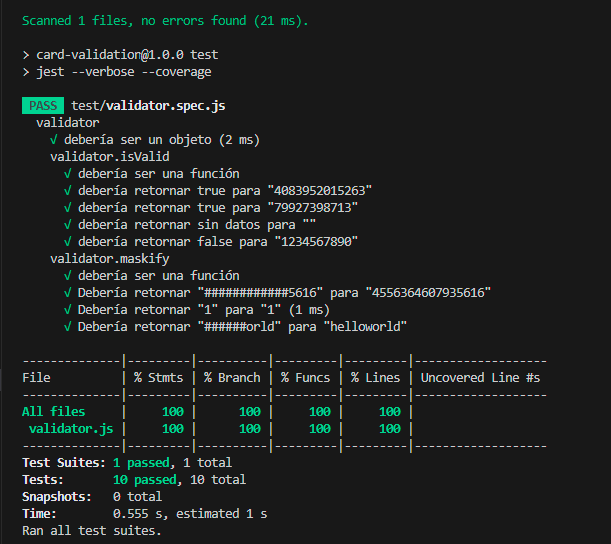 Scanned 1 files, no errors found (21 ms).
> card-validation@1.0.0 test
> jest --verbose --coverage
PASS test/validator.spec.js
validator
√ debería ser un objeto (2 ms)
validator.isValid
√ debería ser una función
√ debería retornar true para "4083952015263"
√ debería retornar true para "79927398713"
√ debería retornar sin datos para ""
√ debería retornar false para "1234567890"
validator.maskify
√ debería ser una función
√ Debería retornar "############5616" para "4556364607935616"
√ Debería retornar "1" para "1" (1 ms)
√ Debería retornar "######orld" para "helloworld"
--------------|---------|----------|---------|---------|-------------------
File | % Stmts | % Branch | % Funcs | % Lines | Uncovered Line #s
--------------|---------|----------|---------|---------|-------------------
All files | 100 | 100 | 100 | 100 |
validator.js | 100 | 100 | 100 | 100 |
--------------|---------|----------|---------|---------|-------------------
Test Suites: 1 passed, 1 total
Tests: 10 passed, 10 total
Snapshots: 0 total
Time: 0.555 s, estimated 1 s
Ran all test suites.